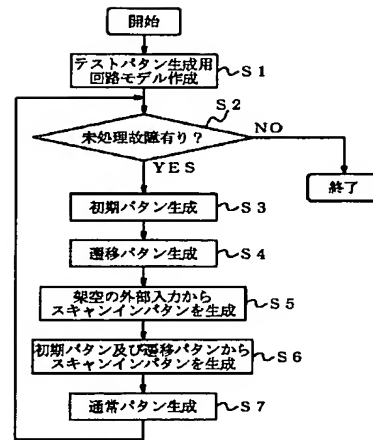 開始
テストパタン生成用
回路モデル作成
S1
S2
未処理故障有り?
NO
YES
終了
初期パタン生成
S3
遷移パタン生成
S4
架空の外部入力から
スキャンインパタンを生成
S5
初期パタン及び遷移パタンから
スキャンインパタンを生成
S6
通常パタン生成
S7